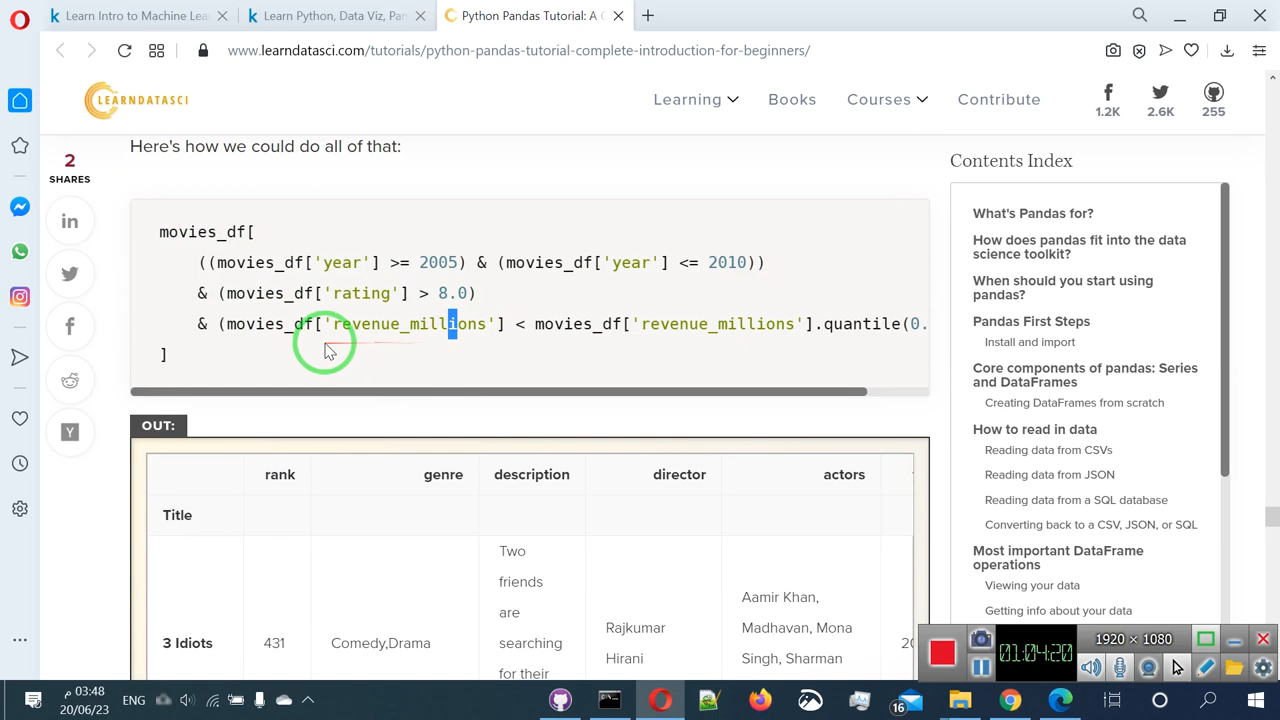 Learn Intro to Machine Lea
Learn Python, Data Viz, Pan
Python Pandas Tutorial: A C
www.learndatasci.com/tutorials/python-pandas-tutorial-complete-introduction-for-beginners/
LEARNDATASCI
Learning
Books
Courses
Contribute
1.2K
2.6K
255
2
SHARES
Here's how we could do all of that:
movies_df[
((movies_df['year'] >= 2005) & (movies_df['year'] <= 2010))
& (movies_df['rating'] > 8.0)
& (movies_df['revenue_millions'] < movies_df['revenue_millions'].quantile(0.
]
OUT:
rank genre description director actors
Title
3 Idiots 431 Comedy,Drama
Two
friends
are
searching
for their
Rajkumar
Hirani
Aamir Khan,
Madhavan, Mona
Singh, Sharman
20
Contents Index
What's Pandas for?
How does pandas fit into the data
science toolkit?
When should you start using
pandas?
Pandas First Steps
Install and import
Core components of pandas: Series
and DataFrames
Creating DataFrames from scratch
How to read in data
Reading data from CSVs
Reading data from JSON
Reading data from a SQL database
Converting back to a CSV, JSON, or SQL
Most important DataFrame
operations
Viewing your data
Getting info about your data
01:04:20
1920 × 1080
03:48 م
20/06/23
ENG
16